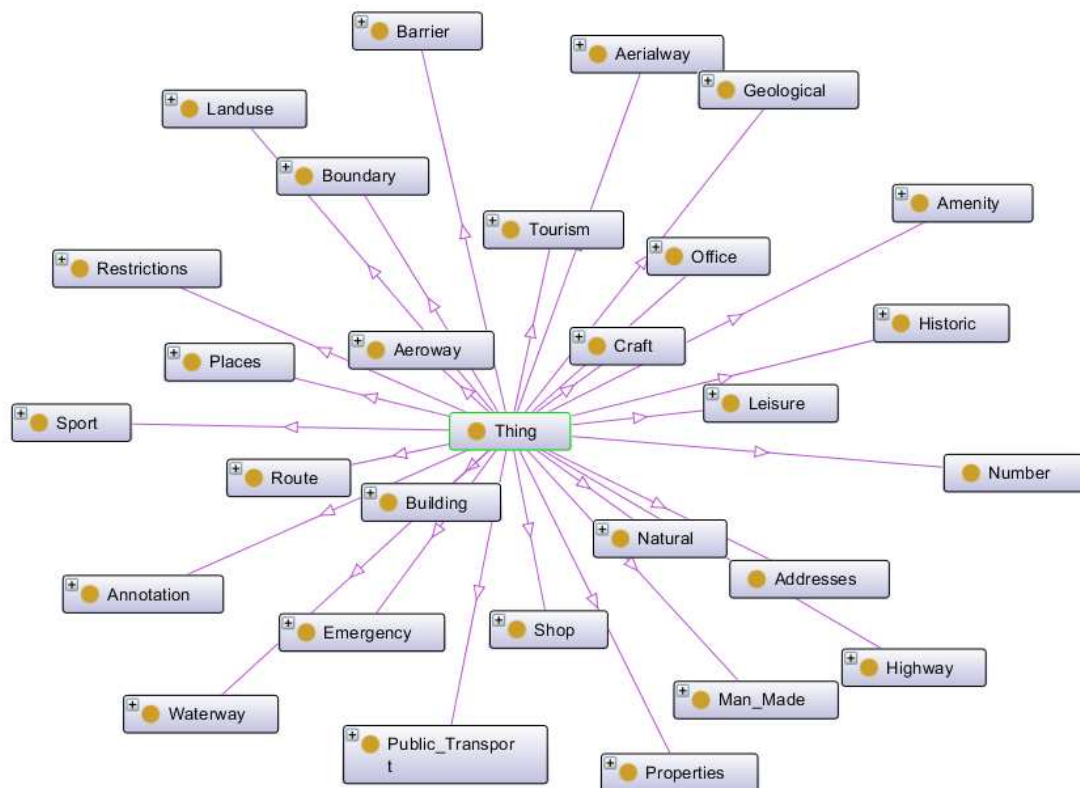 Barrier
Aerialway
Geological
Landuse
Boundary
Amenity
Tourism
Office
Restrictions
Historic
Aeroway
Craft
Places
Leisure
Sport
Thing
Route
Number
Building
Natural
Addresses
Annotation
Emergency
Shop
Highway
Man_Made
Waterway
Public_Transpor
t
Properties